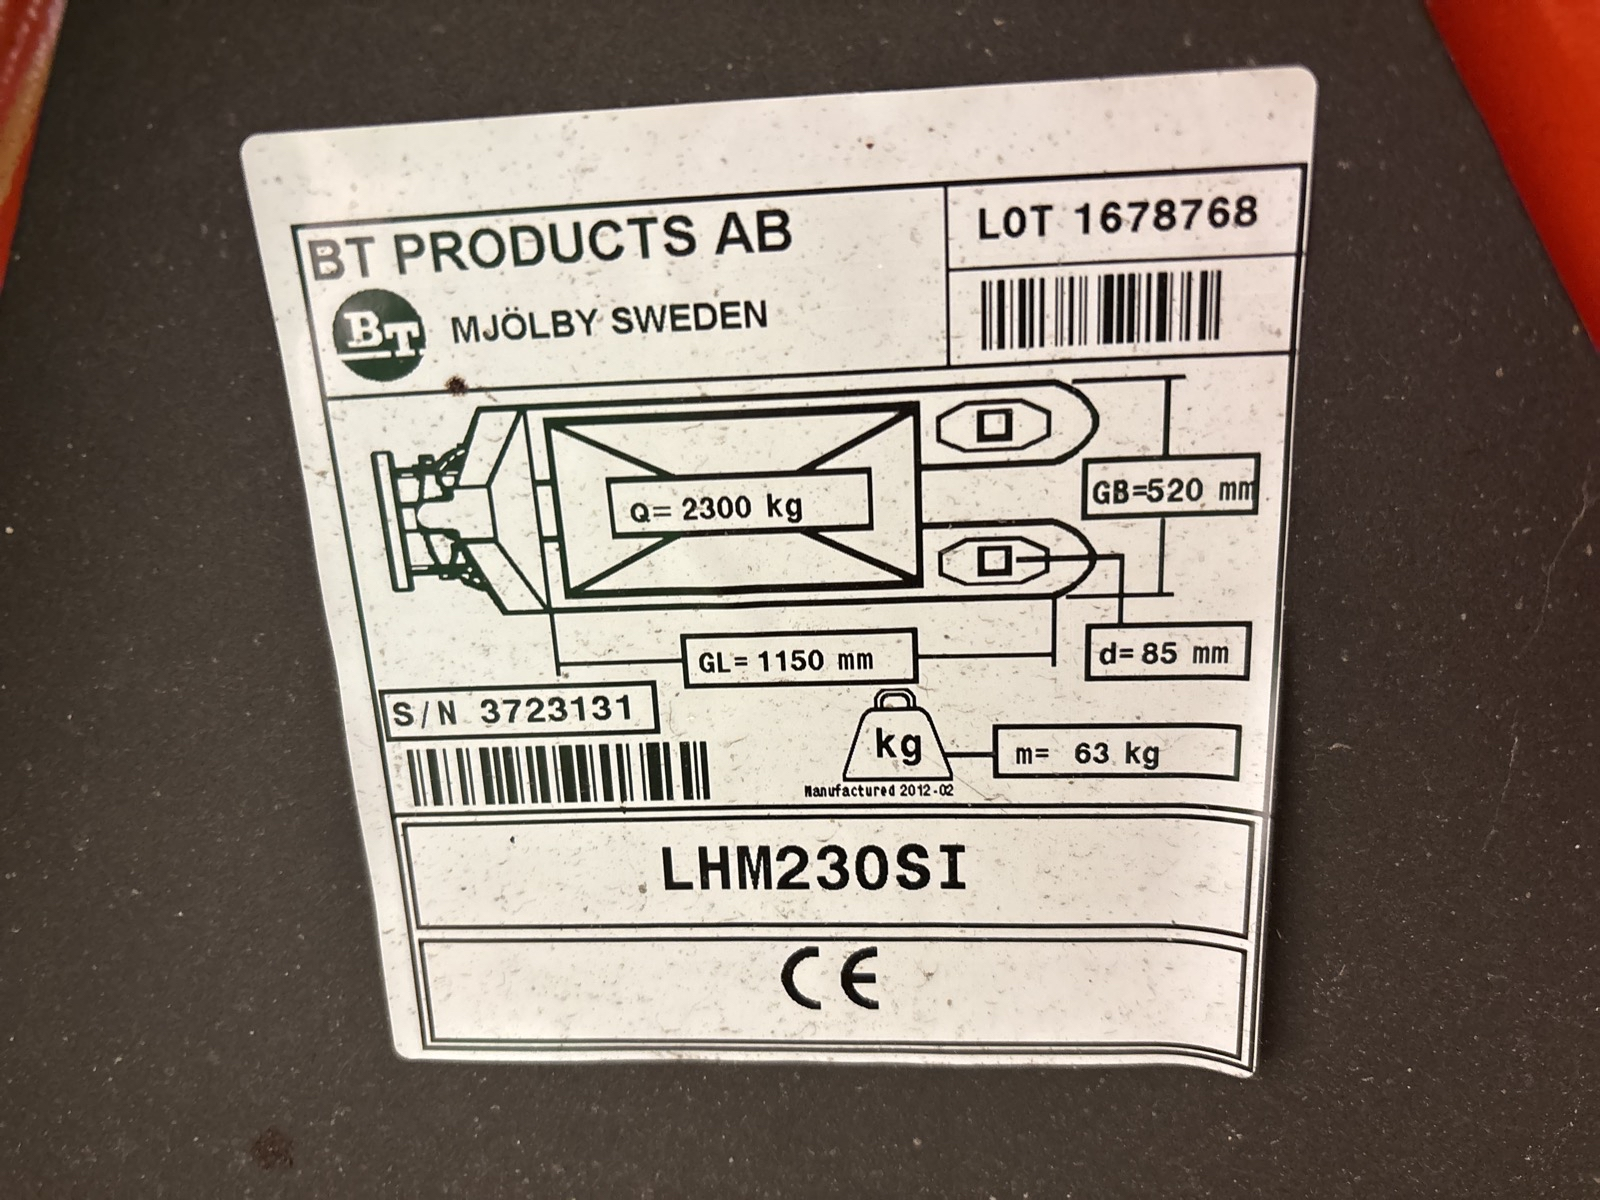 BT PRODUCTS AB
LOT 1678768
BT MJÖLBY SWEDEN
Q= 2300 kg
GB=520 mm
GL= 1150 mm
d= 85 mm
S/N 3723131
kg
m= 63 kg
Manufactured 2012-02
LHM230SI
CE